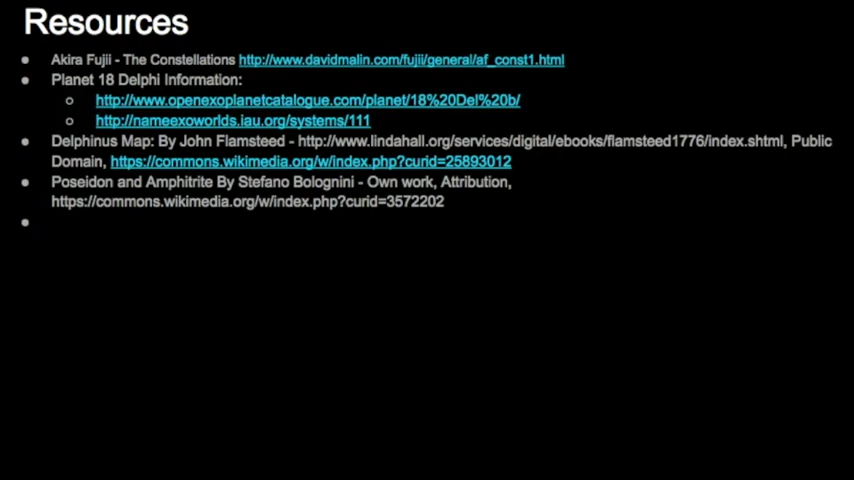 Resources
● Akira Fujii - The Constellations http://www.davidmalin.com/fujii/general/af_const1.html
● Planet 18 Delphi Information:
○ http://www.openexoplanetcatalogue.com/planet/18%20Del%20b/
○ http://nameexoworlds.iau.org/systems/111
● Delphinus Map: By John Flamsteed - http://www.lindahall.org/services/digital/ebooks/flamsteed1776/index.shtml, Public
Domain, https://commons.wikimedia.org/w/index.php?curid=25893012
● Poseidon and Amphitrite By Stefano Bolognini - Own work, Attribution,
https://commons.wikimedia.org/w/index.php?curid=3572202
●